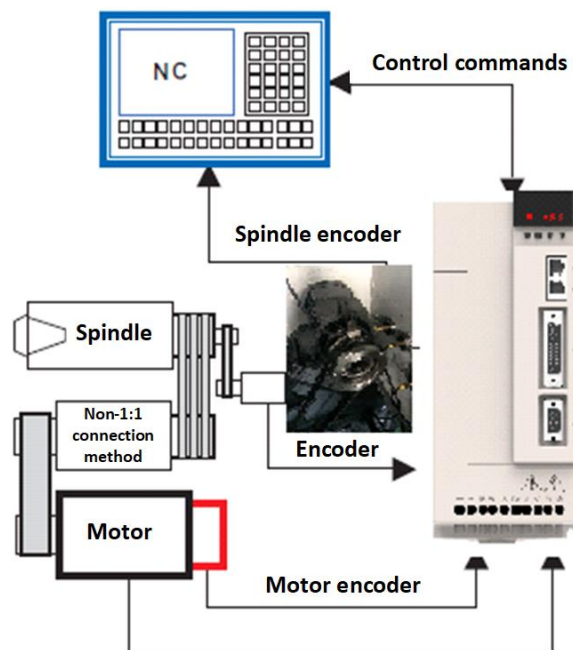 NC
Control commands
Spindle encoder
Spindle
Non-1:1
connection
method
Encoder
Motor
Motor encoder